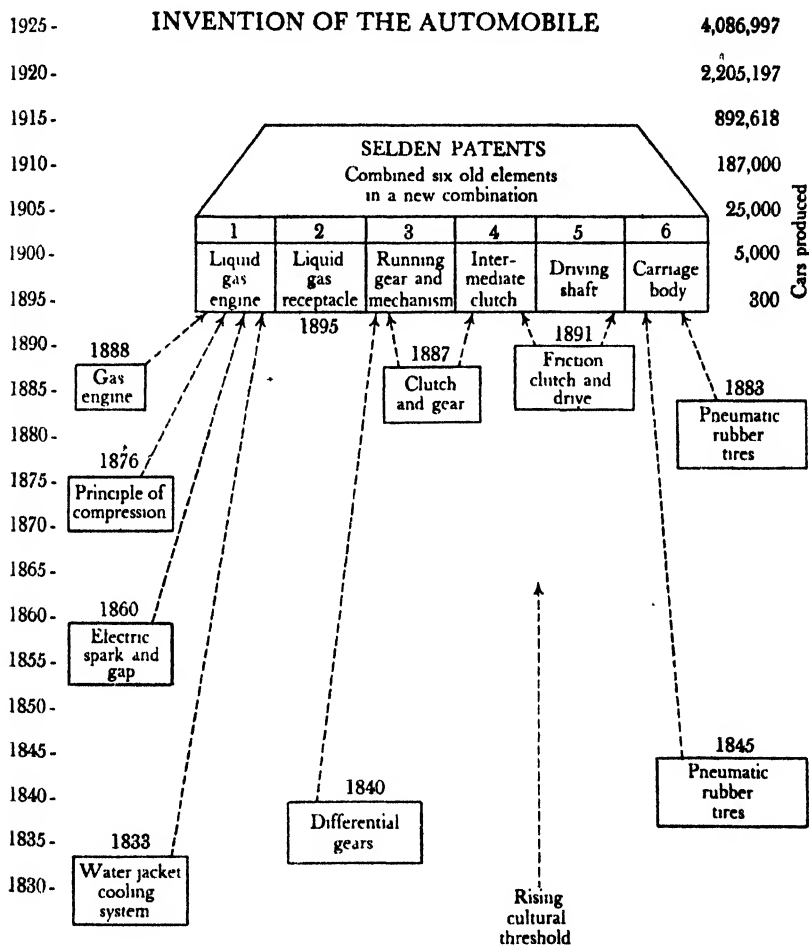 INVENTION OF THE AUTOMOBILE
1925-
1920-
1915-
1910-
1905-
1900-
1895-
1890-
1885-
1880-
1875-
1870-
1865-
1860-
1855-
1850-
1845-
1840-
1835-
1830-
4,086,997
2,205,197
892,618
187,000
25,000
5,000
300
Cars produced
SELDEN PATENTS
Combined six old elements
in a new combination
1
Liquid
gas
engine
2
Liquid
gas
receptacle
3
Running
gear and
mechanism
4
Inter-
mediate
clutch
5
Driving
shaft
6
Carriage
body
1895
1888
Gas
engine
1887
Clutch
and gear
1891
Friction
clutch and
drive
1883
Pneumatic
rubber
tires
1876
Principle of
compression
1860
Electric
spark and
gap
1845
Pneumatic
rubber
tires
1840
Differential
gears
1833
Water jacket
cooling
system
Rising
cultural
threshold